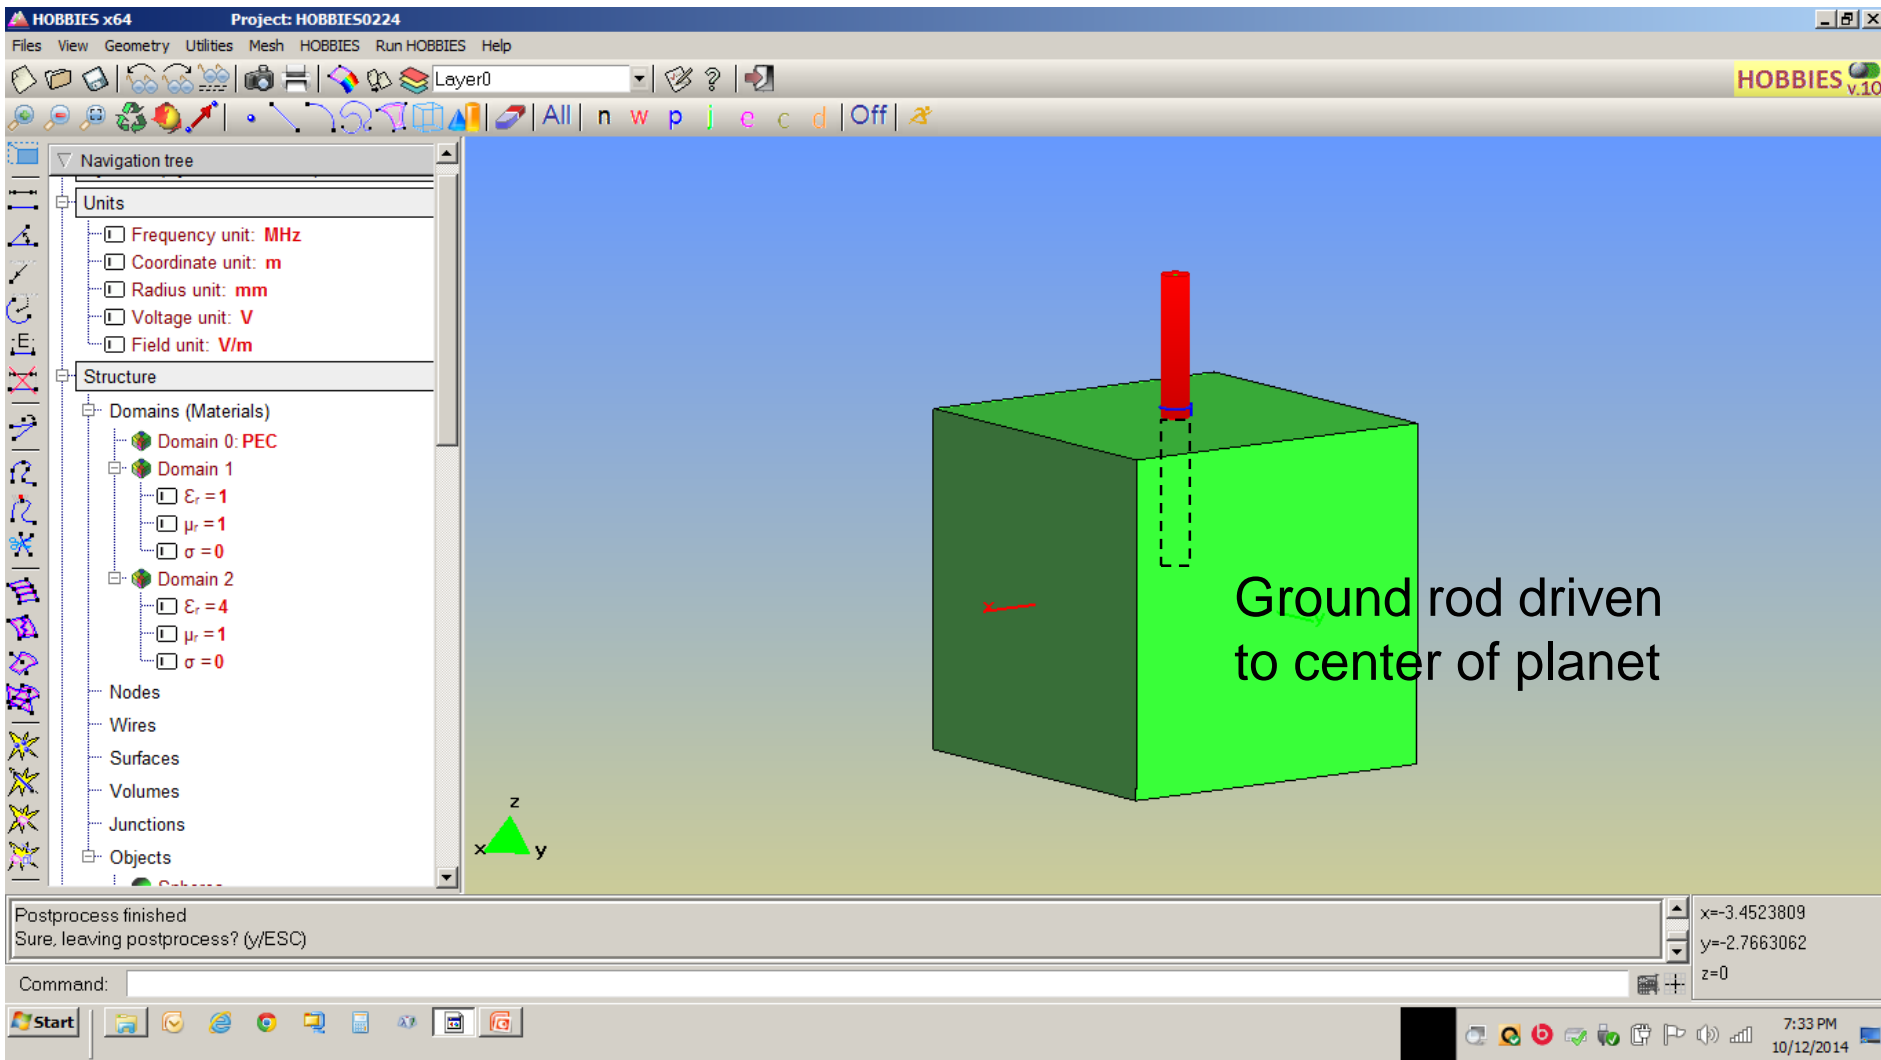 HOBBIES x64 Project: HOBBIES0224
Files View Geometry Utilities Mesh HOBBIES Run HOBBIES Help
Layer0
HOBBIES v.10
All n w p j e c d Off
Navigation tree
Units
Frequency unit: MHz
Coordinate unit: m
Radius unit: mm
Voltage unit: V
Field unit: V/m
Structure
Domains (Materials)
Domain 0: PEC
Domain 1
Ɛr = 1
μr = 1
σ = 0
Domain 2
Ɛr = 4
μr = 1
σ = 0
Nodes
Wires
Surfaces
Volumes
Junctions
Objects
Ground rod driven
to center of planet
x
y
z
x y
Postprocess finished
Sure, leaving postprocess? (y/ESC)
x=-3.4523809
y=-2.7663062
z=0
Command:
Start
7:33 PM
10/12/2014